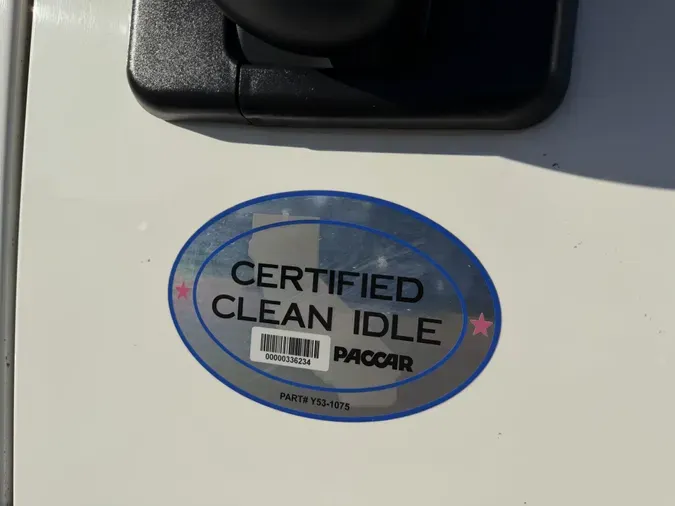 CERTIFIED
CLEAN IDLE
00000336234
PACCAR
PART# Y53-1075